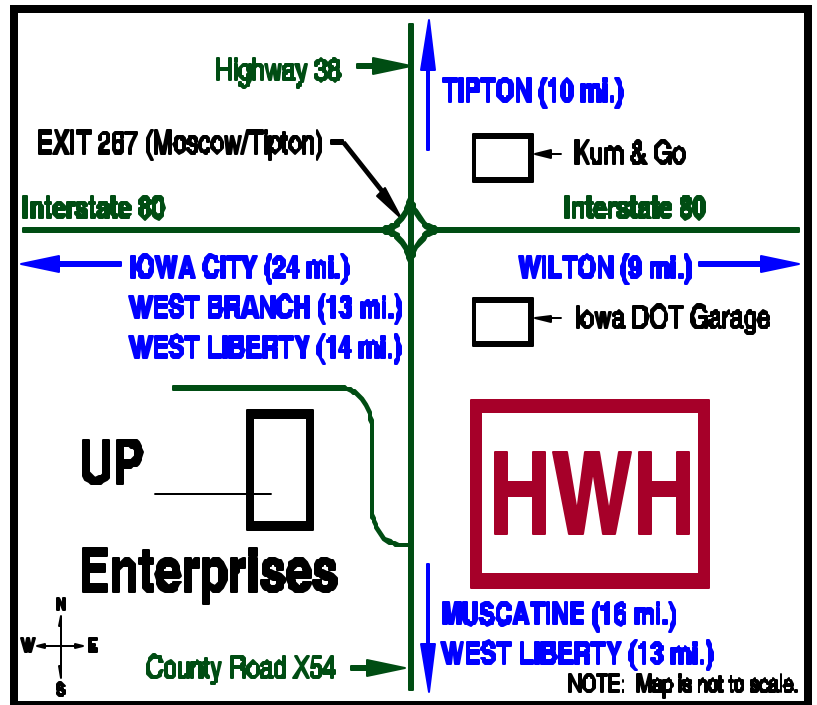 Highway 38
TIPTON (10 mi.)
EXIT 267 (Moscow/Tipton)
Kum & Go
Interstate 80
Interstate 80
IOWA CITY (24 mi.)
WILTON (9 mi.)
WEST BRANCH (13 mi.)
Iowa DOT Garage
WEST LIBERTY (14 mi.)
UP
HWH
Enterprises
MUSCATINE (16 mi.)
WEST LIBERTY (13 mi.)
N
W E
S
County Road X54
NOTE: Map is not to scale.